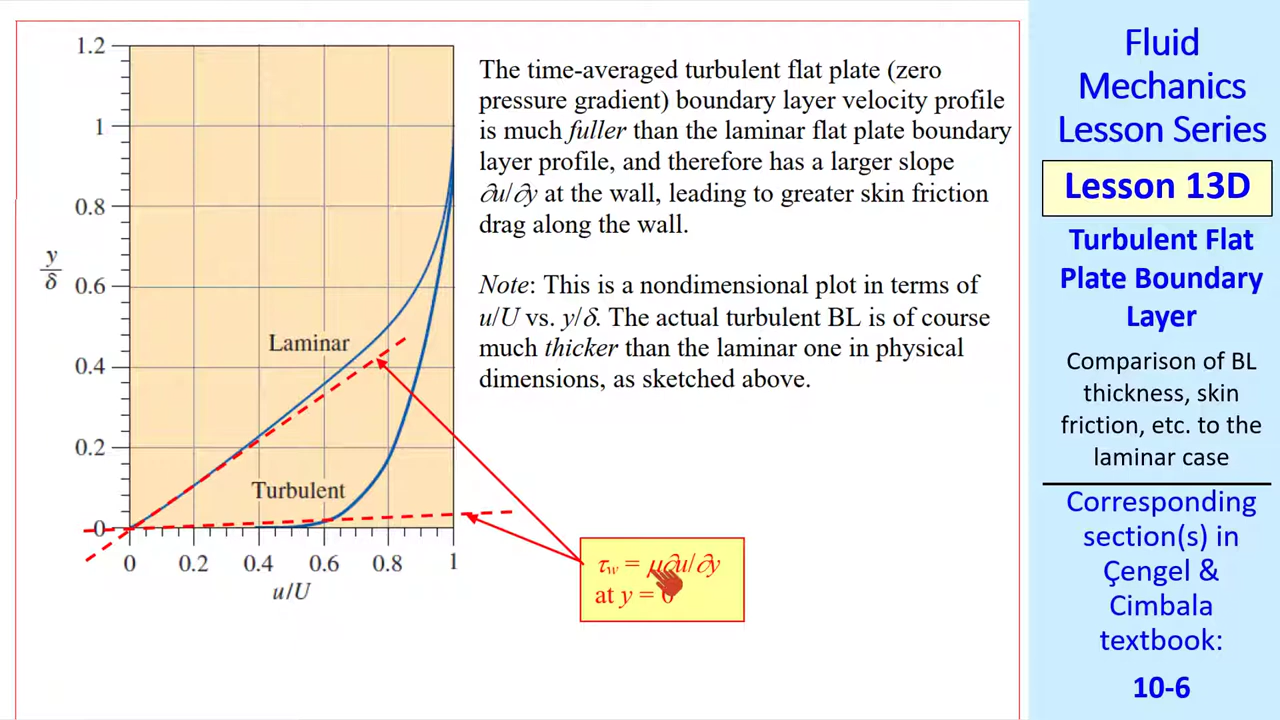 1.2
1
0.8
0.6
0.4
0.2
0
y
δ
Laminar
Turbulent
0 0.2 0.4 0.6 0.8 1
u/U
The time-averaged turbulent flat plate (zero
pressure gradient) boundary layer velocity profile
is much fuller than the laminar flat plate boundary
layer profile, and therefore has a larger slope
∂u/∂y at the wall, leading to greater skin friction
drag along the wall.
Note: This is a nondimensional plot in terms of
u/U vs. y/δ. The actual turbulent BL is of course
much thicker than the laminar one in physical
dimensions, as sketched above.
τw = μ∂u/∂y
at y = 0
Fluid
Mechanics
Lesson Series
Lesson 13D
Turbulent Flat
Plate Boundary
Layer
Comparison of BL
thickness, skin
friction, etc. to the
laminar case
Corresponding
section(s) in
Çengel &
Cimbala
textbook:
10-6